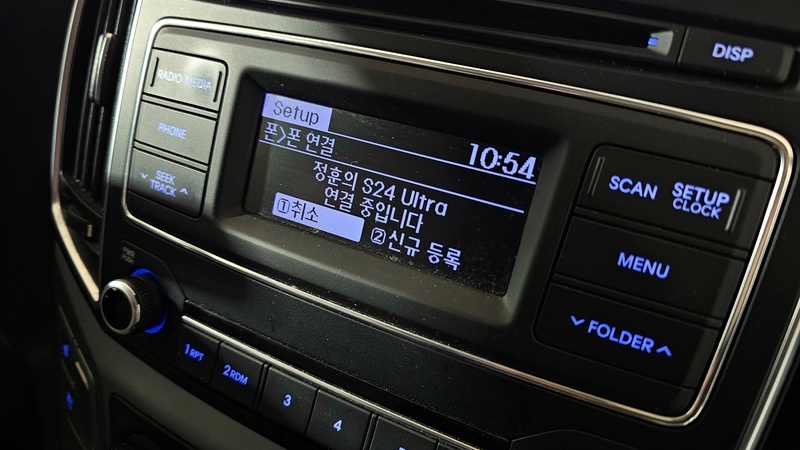 DISP
RADIO MEDIA
PHONE
SEEK
TRACK
Setup
폰>폰 연결
10:54
정훈의 S24 Ultra
연결 중입니다
①취소
②신규 등록
SCAN
SETUP
CLOCK
MENU
FOLDER
PWR
PUSH
1 RPT
2 RDM
3
4